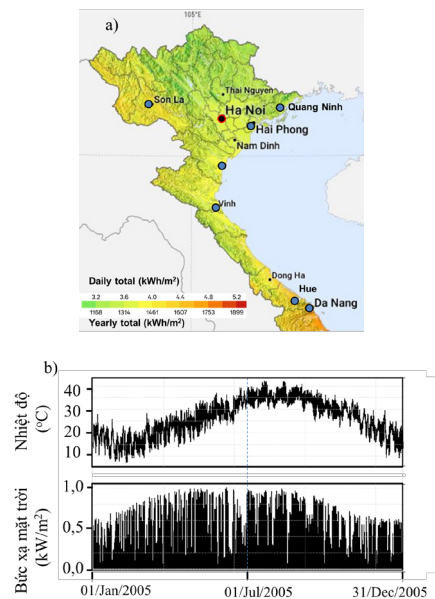 105°E
a)
Thai Nguyen
Son La
Quang Ninh
Ha Noi
Hai Phong
Nam Dinh
Vinh
Daily total (kWh/m²)
3.2 3.6 4.0 4.4 4.8 5.2
1168 1314 1461 1607 1753 1899
Yearly total (kWh/m²)
Dong Ha
Hue
Da Nang
b)
Nhiệt độ
(°C)
40
30
20
10
Bức xạ mặt trời
(kW/m²)
1,0
0,5
0,0
01/Jan/2005 01/Jul/2005 31/Dec/2005